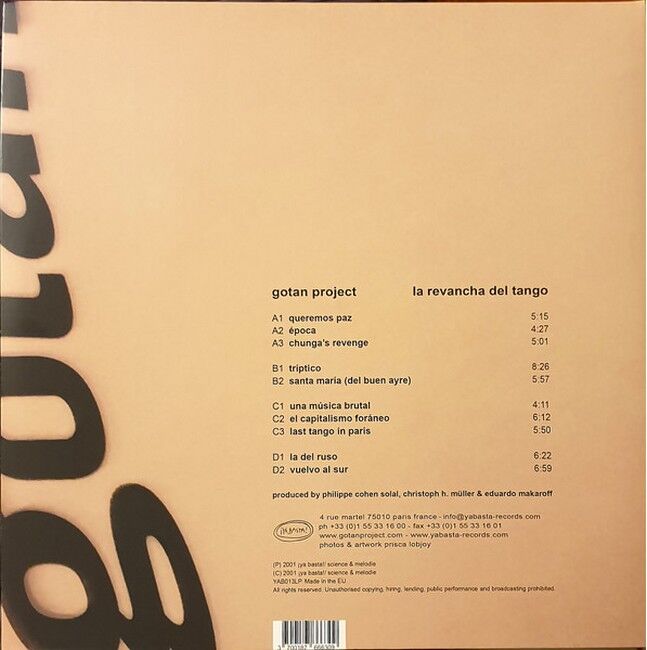 gotan
gotan project la revancha del tango
A1 queremos paz 5:15
A2 época 4:27
A3 chunga's revenge 5:01
B1 tríptico 8:26
B2 santa maría (del buen ayre) 5:57
C1 una música brutal 4:11
C2 el capitalismo foráneo 6:12
C3 last tango in paris 5:50
D1 la del ruso 6:22
D2 vuelvo al sur 6:59
produced by philippe cohen solal, christoph h. müller & eduardo makaroff
¡YA BASTA!
4 rue martel 75010 paris france - info@yabasta-records.com
ph +33 (0)1 55 33 16 00 - fax +33 (0)1 55 33 16 01
www.gotanproject.com - www.yabasta-records.com
photos & artwork prisca lobjoy
(P) 2001 ¡ya basta!/ science & melodie
(C) 2001 ¡ya basta!/ science & melodie
YAB013LP Made in the EU
All rights reserved. Unauthorised copying, hiring, lending, public performance and broadcasting prohibited.
3 700187 666309